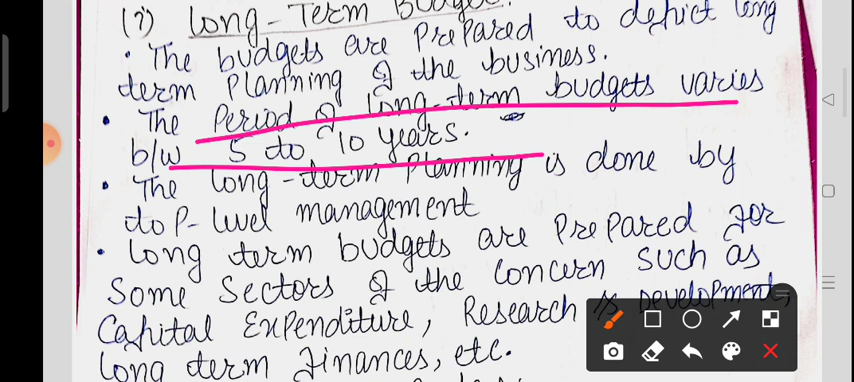 (i) Long-Term Budget:
• The budgets are prepared to depict long
term planning of the business.
• The Period of long-term budgets varies
b/w 5 to 10 years.
• The long-term planning is done by
top-level management
• Long term budgets are prepared for
some sectors of the concern such as
Capital Expenditure, Research & Development,
long term finances, etc.